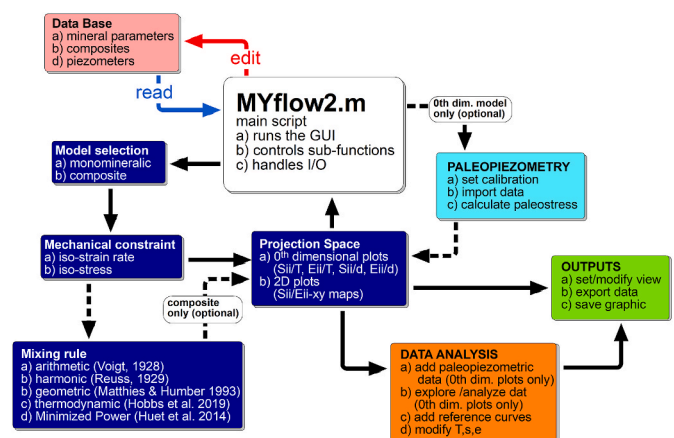 Data Base
a) mineral parameters
b) composites
d) piezometers
edit
read
MYflow2.m
main script
a) runs the GUI
b) controls sub-functions
c) handles I/O
0th dim. model
only (optional)
Model selection
a) monomineralic
b) composite
PALEOPIEZOMETRY
a) set calibration
b) import data
c) calculate paleostress
Mechanical constraint
a) iso-strain rate
b) iso-stress
Projection Space
a) 0th dimensional plots
(Sii/T, Eii/T, Sii/d, Eii/d)
b) 2D plots
(Sii/Eii-xy maps)
OUTPUTS
a) set/modify view
b) export data
c) save graphic
composite
only (optional)
Mixing rule
a) arithmetic (Voigt, 1928)
b) harmonic (Reuss, 1929)
b) geometric (Matthies & Humber 1993)
c) thermodynamic (Hobbs et al. 2019)
d) Minimized Power (Huet et al. 2014)
DATA ANALYSIS
a) add paleopiezometric
data (0th dim. plots only)
b) explore /analyze dat
(0th dim. plots only)
c) add reference curves
d) modify T,s,e